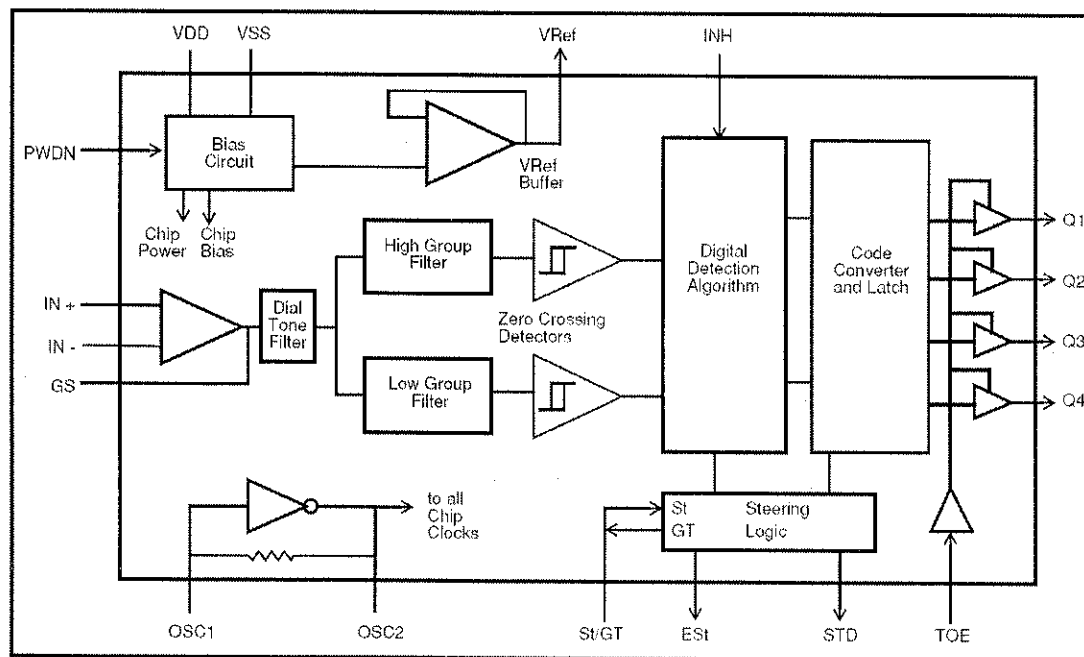 VDD
VSS
VRef
INH
PWDN
Bias
Circuit
VRef
Buffer
Chip
Power
Chip
Bias
High Group
Filter
Digital
Detection
Algorithm
Code
Converter
and Latch
Q1
Q2
Q3
Q4
IN +
IN -
GS
Dial
Tone
Filter
Zero Crossing
Detectors
Low Group
Filter
to all
Chip
Clocks
St
GT
Steering
Logic
OSC1
OSC2
St/GT
ESt
STD
TOE